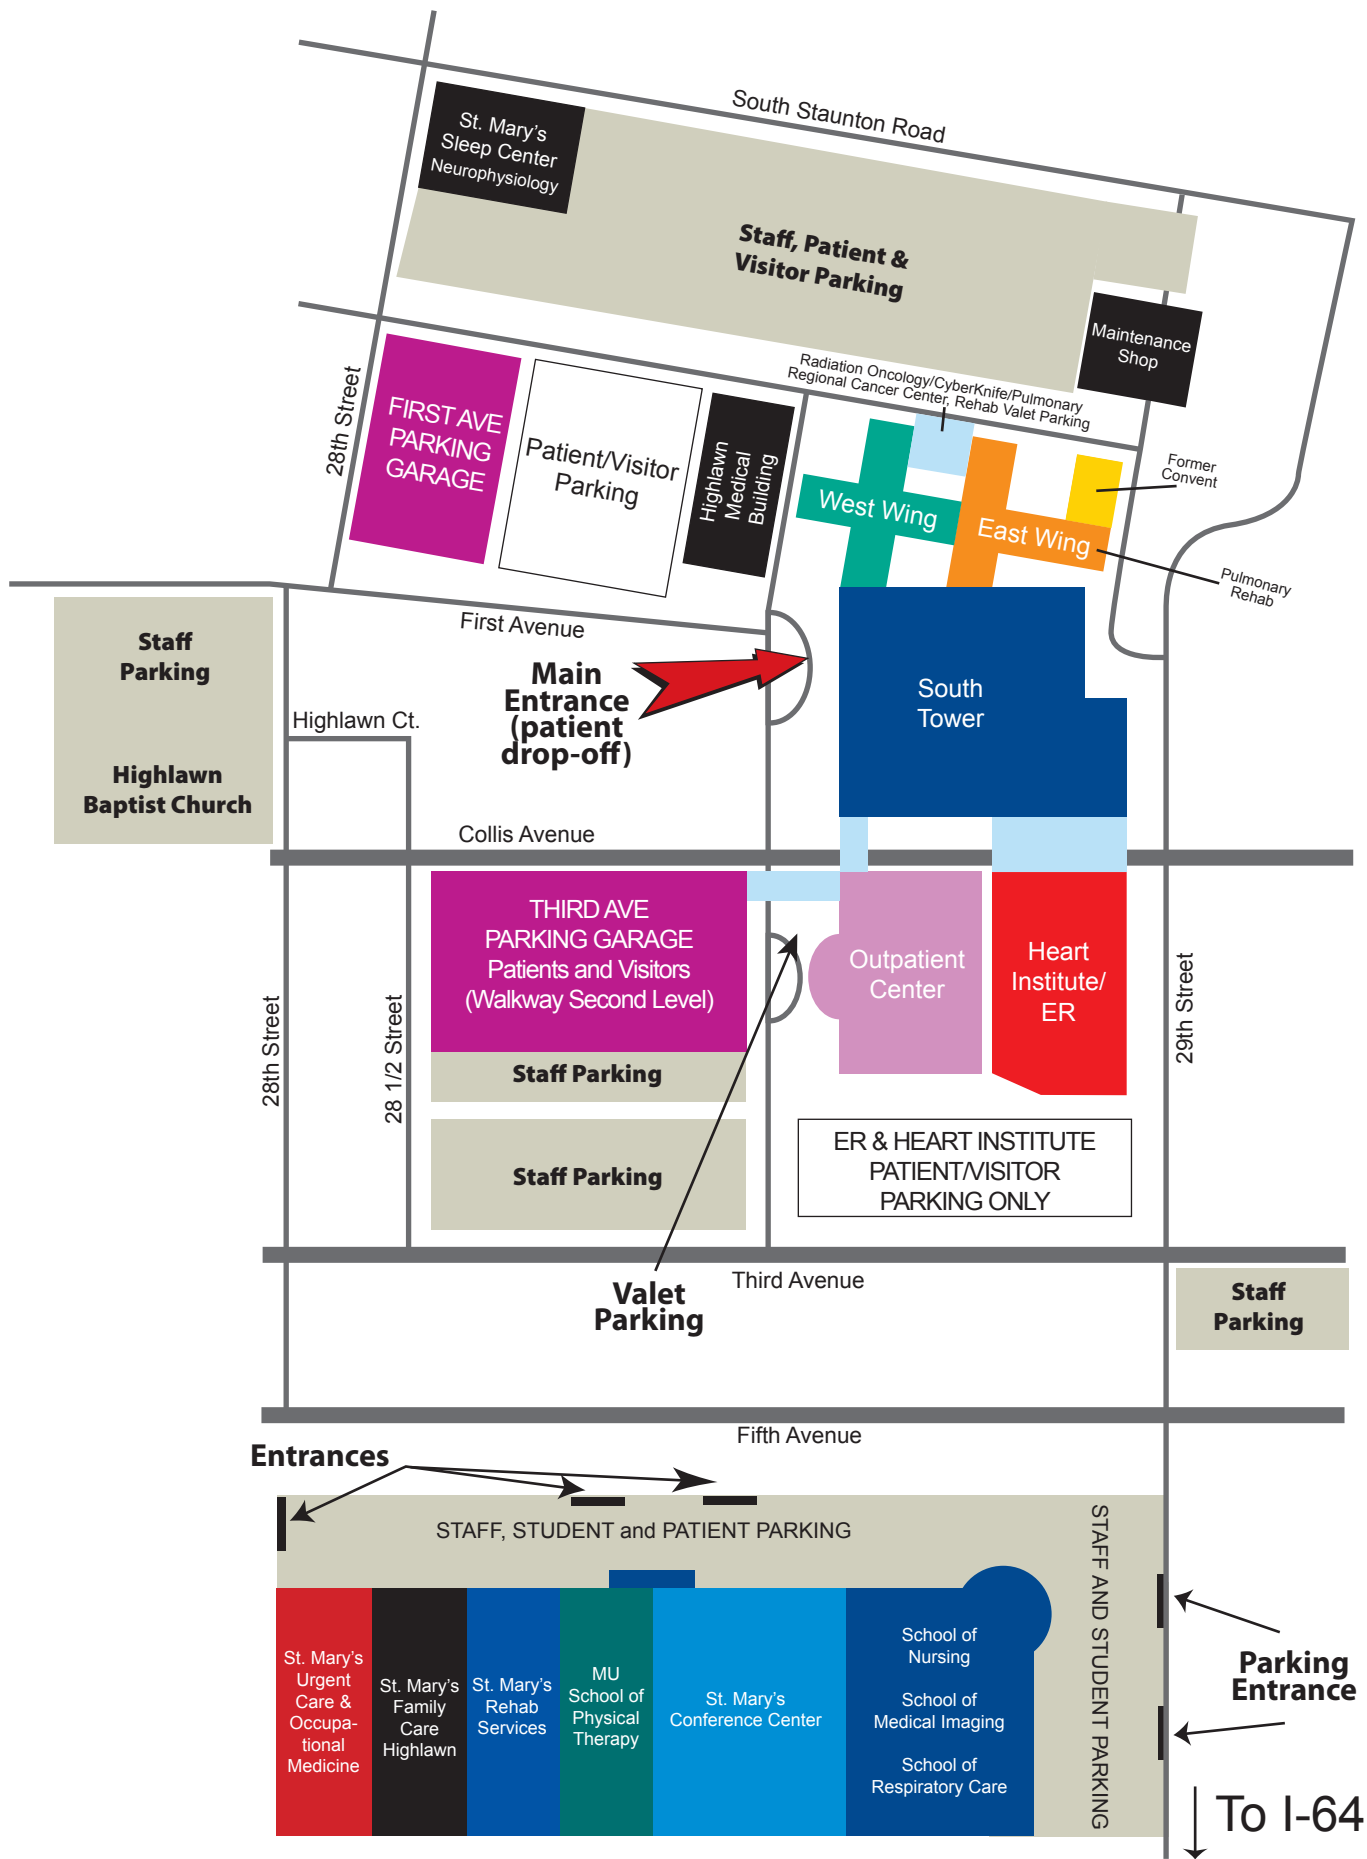 South Staunton Road
St. Mary's
Sleep Center
Neurophysiology
Staff, Patient &
Visitor Parking
Maintenance
Shop
Radiation Oncology/CyberKnife/Pulmonary
Regional Cancer Center, Rehab Valet Parking
28th Street
FIRST AVE
PARKING
GARAGE
Patient/Visitor
Parking
Highlawn
Medical
Building
West Wing
East Wing
Former
Convent
Pulmonary
Rehab
First Avenue
Staff
Parking
Highlawn
Baptist Church
Main
Entrance
(patient
drop-off)
South
Tower
Highlawn Ct.
Collis Avenue
THIRD AVE
PARKING GARAGE
Patients and Visitors
(Walkway Second Level)
Outpatient
Center
Heart
Institute/
ER
28th Street
28 1/2 Street
29th Street
Staff Parking
Staff Parking
ER & HEART INSTITUTE
PATIENT/VISITOR
PARKING ONLY
Third Avenue
Valet
Parking
Staff
Parking
Fifth Avenue
Entrances
STAFF, STUDENT and PATIENT PARKING
STAFF AND STUDENT PARKING
St. Mary's
Urgent
Care &
Occupa-
tional
Medicine
St. Mary's
Family
Care
Highlawn
St. Mary's
Rehab
Services
MU
School of
Physical
Therapy
St. Mary's
Conference Center
School of
Nursing
School of
Medical Imaging
School of
Respiratory Care
Parking
Entrance
To I-64